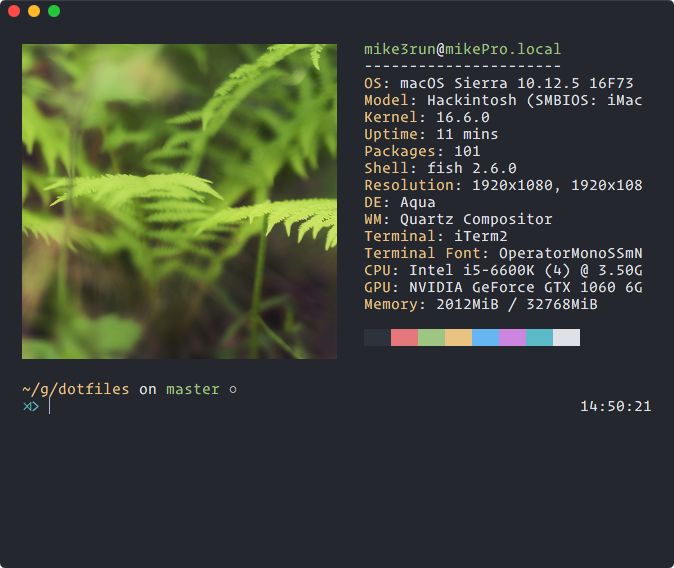 mike3run@mikePro.local
----------------------
OS: macOS Sierra 10.12.5 16F73
Model: Hackintosh (SMBIOS: iMac
Kernel: 16.6.0
Uptime: 11 mins
Packages: 101
Shell: fish 2.6.0
Resolution: 1920x1080, 1920x108
DE: Aqua
WM: Quartz Compositor
Terminal: iTerm2
Terminal Font: OperatorMonoSSmN
CPU: Intel i5-6600K (4) @ 3.50G
GPU: NVIDIA GeForce GTX 1060 6G
Memory: 2012MiB / 32768MiB
~/g/dotfiles on master ○
⋊> 14:50:21